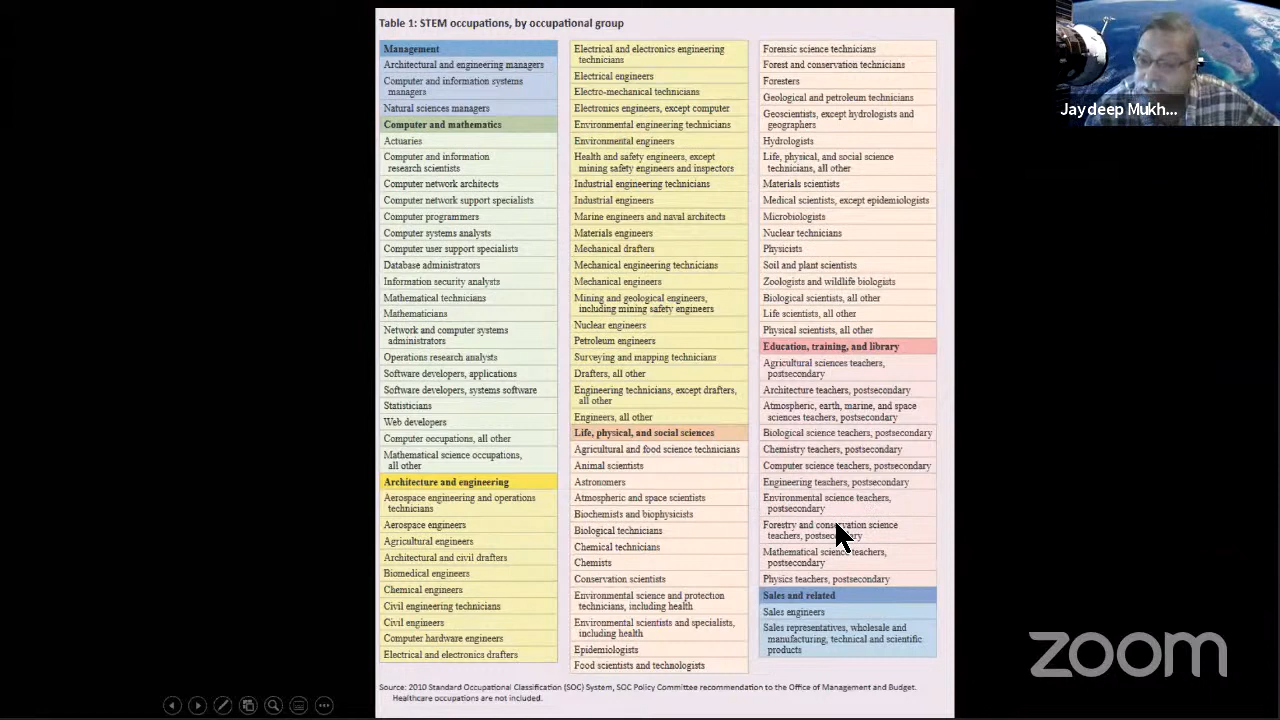 Table 1: STEM occupations, by occupational group
Management
Architectural and engineering managers
Computer and information systems
managers
Natural sciences managers
Computer and mathematics
Actuaries
Computer and information
research scientists
Computer network architects
Computer network support specialists
Computer programmers
Computer systems analysts
Computer user support specialists
Database administrators
Information security analysts
Mathematical technicians
Mathematicians
Network and computer systems
administrators
Operations research analysts
Software developers, applications
Software developers, systems software
Statisticians
Web developers
Computer occupations, all other
Mathematical science occupations,
all other
Architecture and engineering
Aerospace engineering and operations
technicians
Aerospace engineers
Agricultural engineers
Architectural and civil drafters
Biomedical engineers
Chemical engineers
Civil engineering technicians
Civil engineers
Computer hardware engineers
Electrical and electronics drafters
Electrical and electronics engineering
technicians
Electrical engineers
Electro-mechanical technicians
Electronics engineers, except computer
Environmental engineering technicians
Environmental engineers
Health and safety engineers, except
mining safety engineers and inspectors
Industrial engineering technicians
Industrial engineers
Marine engineers and naval architects
Materials engineers
Mechanical drafters
Mechanical engineering technicians
Mechanical engineers
Mining and geological engineers,
including mining safety engineers
Nuclear engineers
Petroleum engineers
Surveying and mapping technicians
Drafters, all other
Engineering technicians, except drafters,
all other
Engineers, all other
Life, physical, and social sciences
Agricultural and food science technicians
Animal scientists
Astronomers
Atmospheric and space scientists
Biochemists and biophysicists
Biological technicians
Chemical technicians
Chemists
Conservation scientists
Environmental science and protection
technicians, including health
Environmental scientists and specialists,
including health
Epidemiologists
Food scientists and technologists
Forensic science technicians
Forest and conservation technicians
Foresters
Geological and petroleum technicians
Geoscientists, except hydrologists and
geographers
Hydrologists
Life, physical, and social science
technicians, all other
Materials scientists
Medical scientists, except epidemiologists
Microbiologists
Nuclear technicians
Physicists
Soil and plant scientists
Zoologists and wildlife biologists
Biological scientists, all other
Life scientists, all other
Physical scientists, all other
Education, training, and library
Agricultural sciences teachers,
postsecondary
Architecture teachers, postsecondary
Atmospheric, earth, marine, and space
sciences teachers, postsecondary
Biological science teachers, postsecondary
Chemistry teachers, postsecondary
Computer science teachers, postsecondary
Engineering teachers, postsecondary
Environmental science teachers,
postsecondary
Forestry and conservation science
teachers, postsecondary
Mathematical science teachers,
postsecondary
Physics teachers, postsecondary
Sales and related
Sales engineers
Sales representatives, wholesale and
manufacturing, technical and scientific
products
Source: 2010 Standard Occupational Classification (SOC) System, SOC Policy Committee recommendation to the Office of Management and Budget.
Healthcare occupations are not included.
Jaydeep Mukh...
zoom